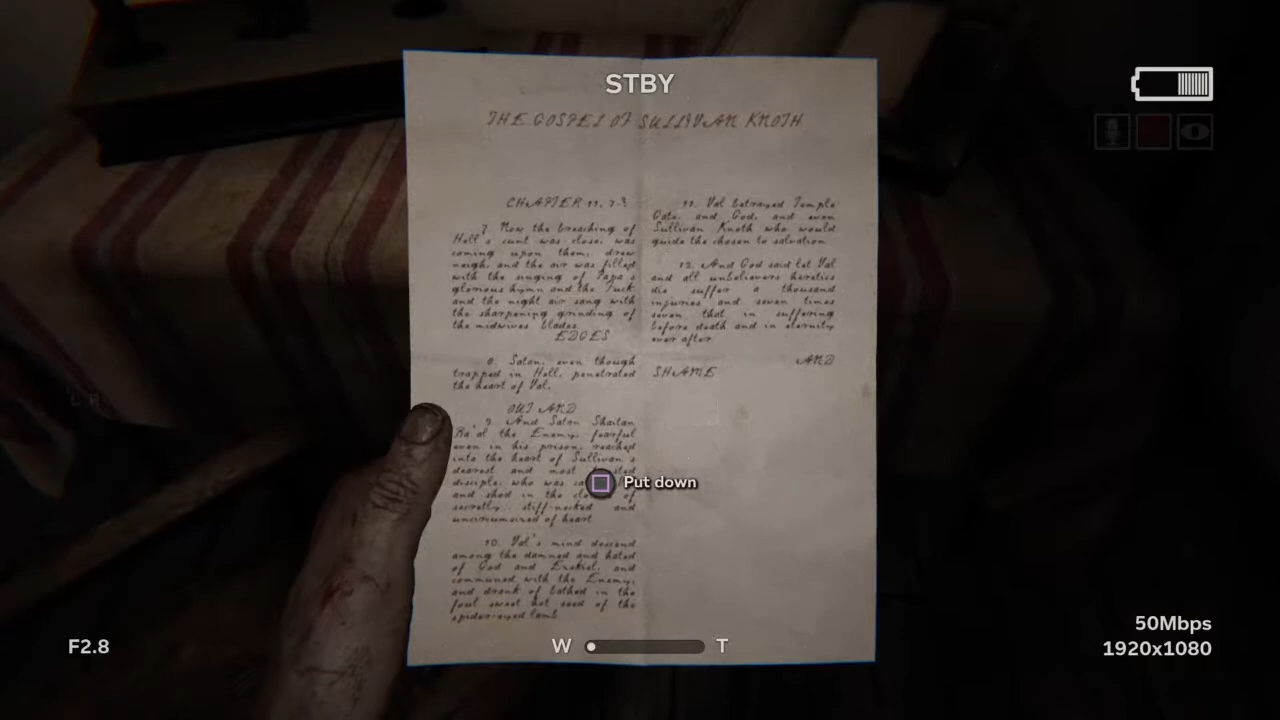 STBY
THE GOSPEL OF SULLIVAN KNOTH
CHAPTER 11, 7-3
7. Now the breaching of
Hell's cunt was close, was
coming upon them, drew
neigh, and the air was filled
with the singing of Papa's
glorious hymn and the Fuck
and the night air sang with
the sharpening grinding of
the midwives blades.
EDGES
8. Satan, even though
trapped in Hell, penetrated
the heart of Val.
OUT AND
9. And Satan Shaitan
Ra'al the Enemy, fearful
even in his prison, reached
into the heart of Sullivan's
dearest and most
disciple, who was
and shod in the of
secretly, stiff-necked and
uncircumsized of heart
10. Val's mind descend
among the damned and hated
of God and Ezekiel, and
communed with the Enemy,
and drank of bathed in the
foul sweet hot seed of the
spider-eyed lamb
11. Val betrayed Temple
Gate, and God, and even
Sullivan Knoth who would
guide the chosen to salvation
12. And God said let Val
and all unbelievers heretics
die suffer a thousand
injuries and seven times
seven that in suffering
before death and in eternity
ever after.
AND
SHAME
Put down
F2.8
W T
50Mbps
1920x1080